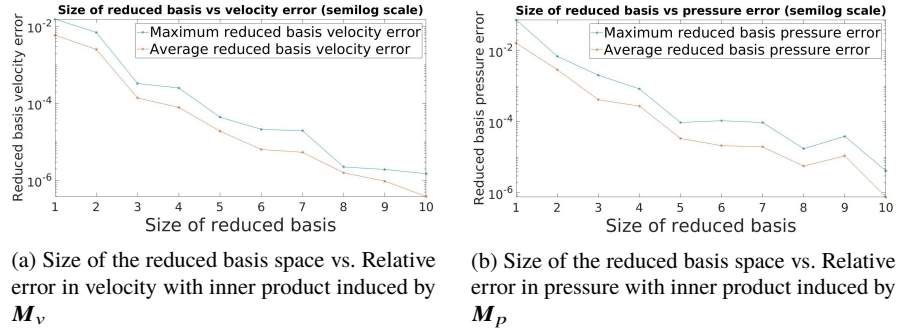 Size of reduced basis vs velocity error (semilog scale)
Maximum reduced basis velocity error
Average reduced basis velocity error
Reduced basis velocity error
10^-2
10^-4
10^-6
1 2 3 4 5 6 7 8 9 10
Size of reduced basis
(a) Size of the reduced basis space vs. Relative
error in velocity with inner product induced by
M_v
Size of reduced basis vs pressure error (semilog scale)
Maximum reduced basis pressure error
Average reduced basis pressure error
Reduced basis pressure error
10^-2
10^-4
10^-6
1 2 3 4 5 6 7 8 9 10
Size of reduced basis
(b) Size of the reduced basis space vs. Relative
error in pressure with inner product induced by
M_p